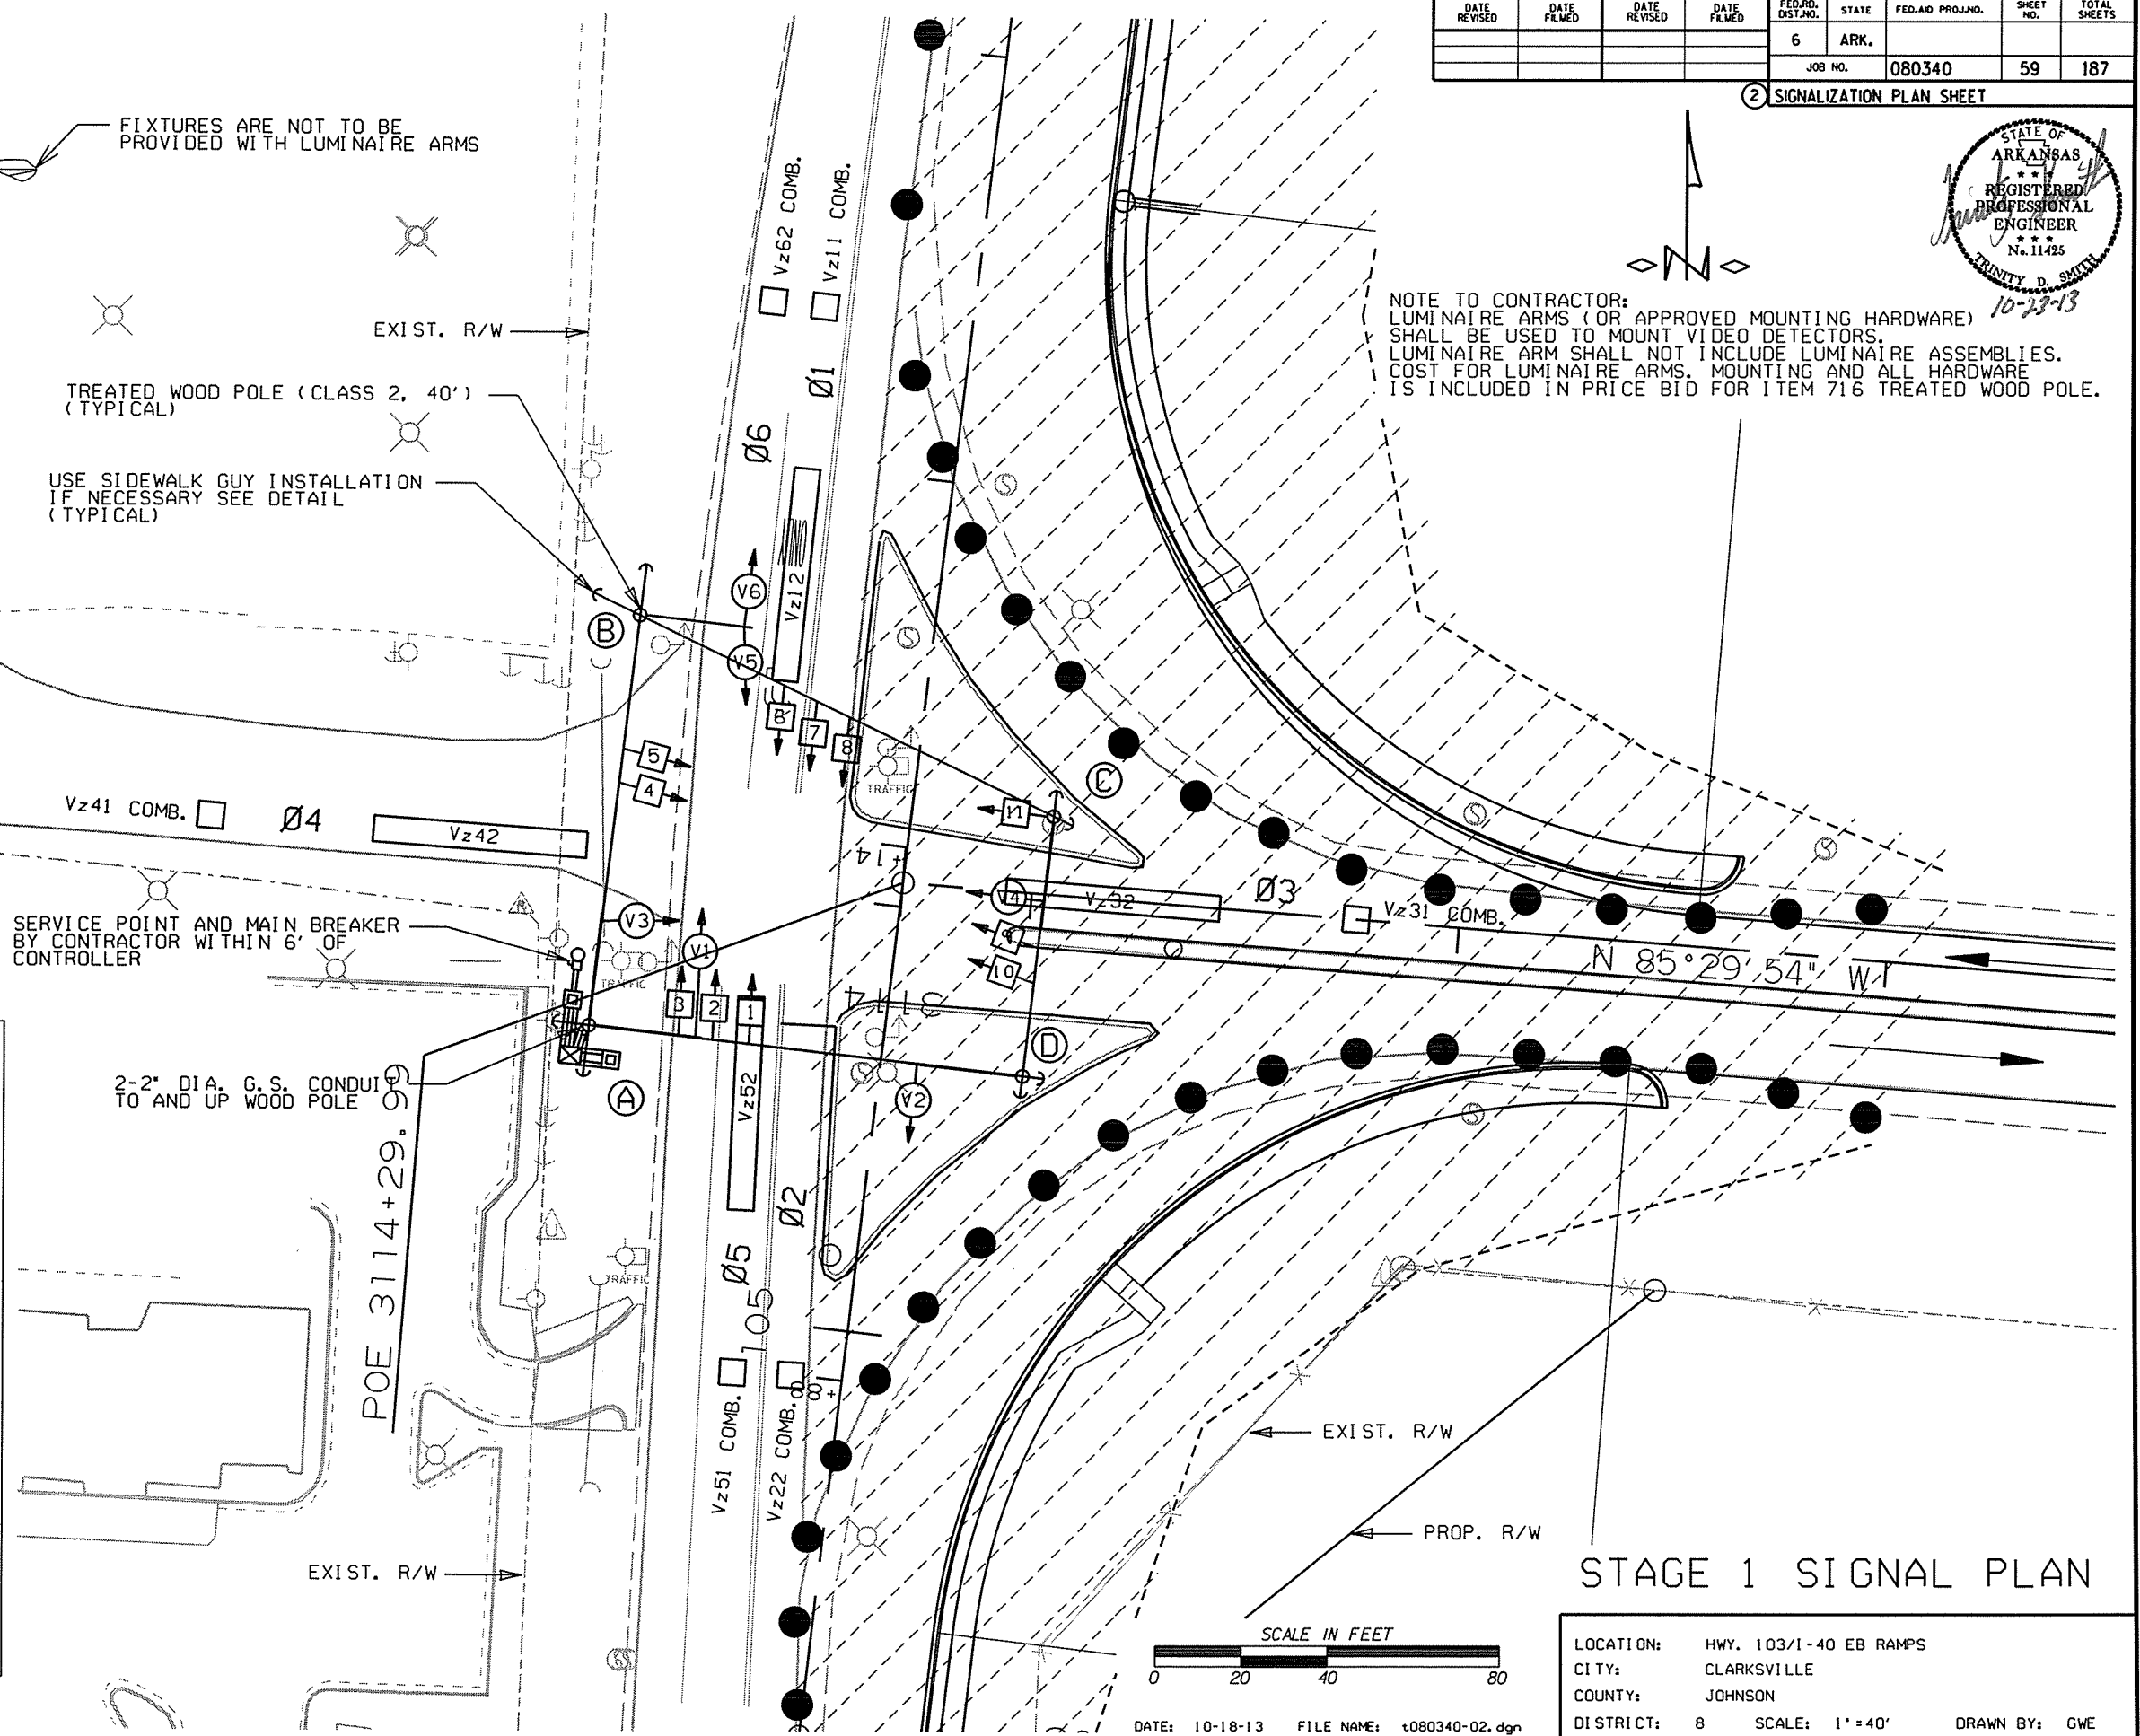 DATE REVISED
DATE FILMED
DATE REVISED
DATE FILMED
FED.RD. DIST.NO.
STATE
FED.AID PROJ.NO.
SHEET NO.
TOTAL SHEETS
6
ARK.
JOB NO.
080340
59
187
2
SIGNALIZATION PLAN SHEET
FIXTURES ARE NOT TO BE
PROVIDED WITH LUMINAIRE ARMS
STATE OF
ARKANSAS
REGISTERED
PROFESSIONAL
ENGINEER
No. 11425
TRINITY D. SMITH
10-23-13
N
NOTE TO CONTRACTOR:
LUMINAIRE ARMS (OR APPROVED MOUNTING HARDWARE)
SHALL BE USED TO MOUNT VIDEO DETECTORS.
LUMINAIRE ARM SHALL NOT INCLUDE LUMINAIRE ASSEMBLIES.
COST FOR LUMINAIRE ARMS. MOUNTING AND ALL HARDWARE
IS INCLUDED IN PRICE BID FOR ITEM 716 TREATED WOOD POLE.
Vz62 COMB.
Vz11 COMB.
EXIST. R/W
Ø1
Ø6
TREATED WOOD POLE (CLASS 2, 40')
(TYPICAL)
USE SIDEWALK GUY INSTALLATION
IF NECESSARY SEE DETAIL
(TYPICAL)
Vz12
V6
B
V5
5
4
7
8
TRAFFIC
C
11
Vz41 COMB.
Ø4
Vz42
+14
V4
Vz32
Ø3
Vz31 COMB.
N 85°29'54" W
SERVICE POINT AND MAIN BREAKER
BY CONTRACTOR WITHIN 6' OF
CONTROLLER
V3
V1
TRAFFIC
3
2
1
10
3114
D
2-2" DIA. G.S. CONDUIT
TO AND UP WOOD POLE
A
V2
Vz52
POE 3114+29.99
Ø2
Ø5
TRAFFIC
105
Vz51 COMB.
Vz22 COMB.
EXIST. R/W
PROP. R/W
EXIST. R/W
STAGE 1 SIGNAL PLAN
SCALE IN FEET
0 20 40 80
LOCATION: HWY. 103/I-40 EB RAMPS
CITY: CLARKSVILLE
COUNTY: JOHNSON
DISTRICT: 8 SCALE: 1"=40' DRAWN BY: GWE
DATE: 10-18-13 FILE NAME: t080340-02.dgn